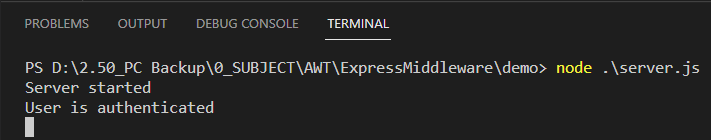 PROBLEMS OUTPUT DEBUG CONSOLE TERMINAL
PS D:\2.50_PC Backup\0_SUBJECT\AWT\ExpressMiddleware\demo> node .\server.js
Server started
User is authenticated